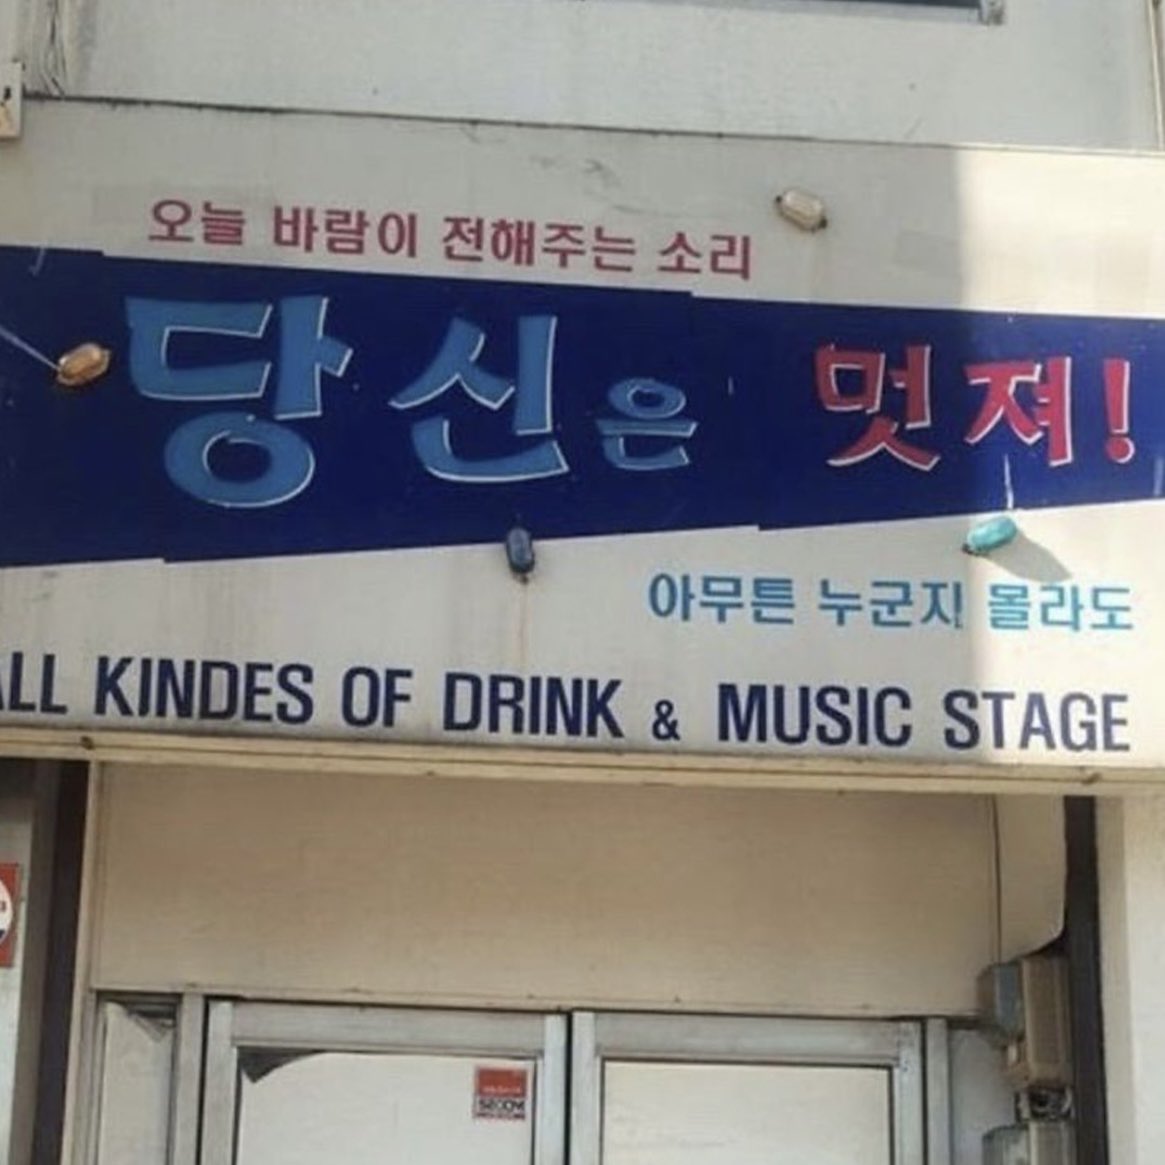 오늘 바람이 전해주는 소리
당신은 멋져!
아무튼 누군지 몰라도
ALL KINDES OF DRINK & MUSIC STAGE